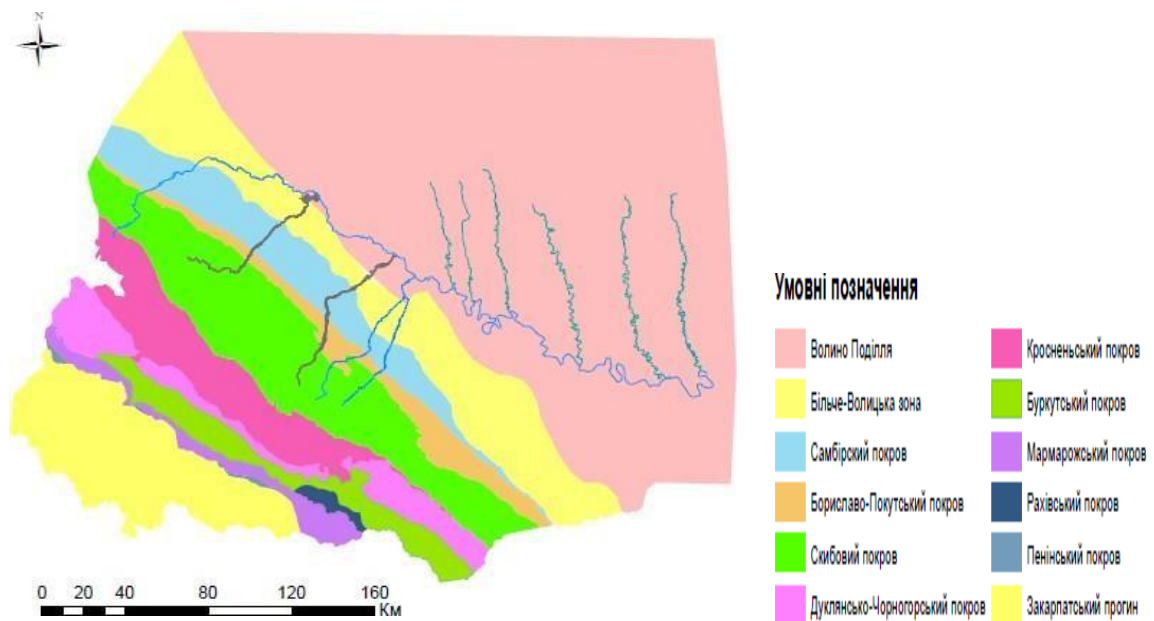 N
0 20 40 80 120 160
Км
Умовні позначення
Волино Поділля
Більче-Волицька зона
Самбірский покров
Бориславо-Покутський покров
Скибовий покров
Дуклянсько-Чорногорський покров
Кросненьський покров
Буркутський покров
Мармарожський покров
Рахівський покров
Пенінський покров
Закарпатський прогин